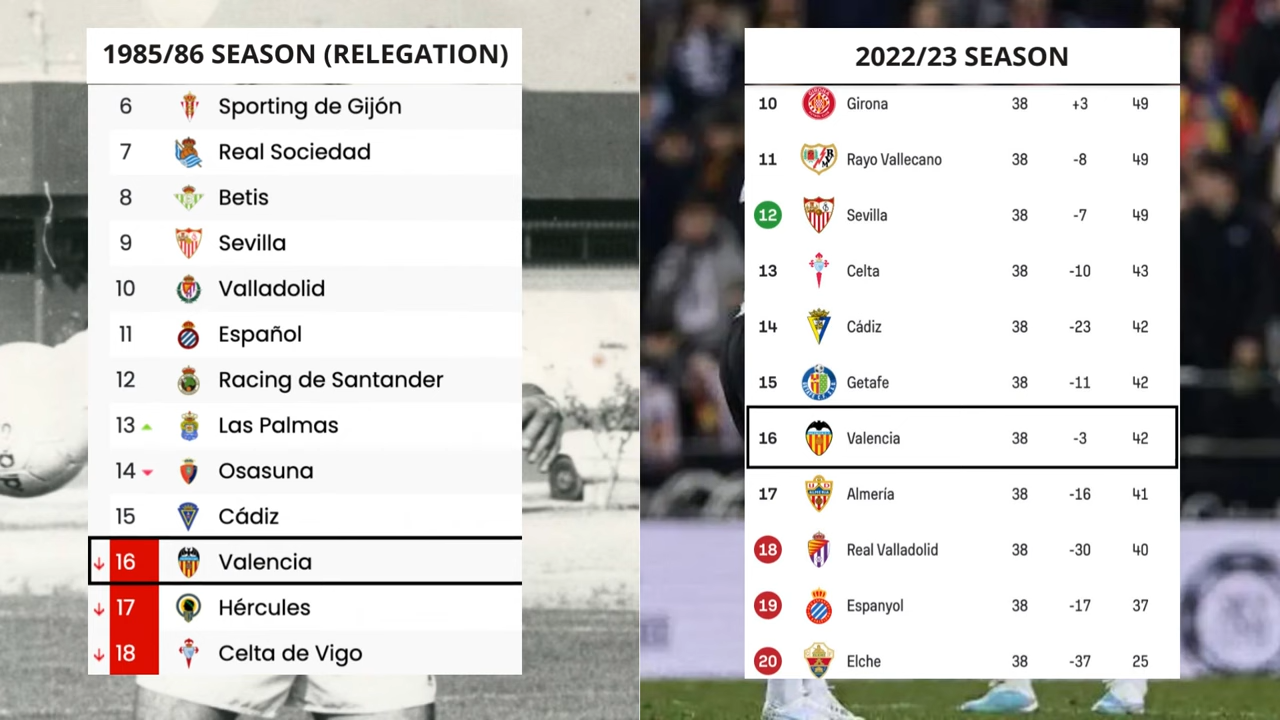 1985/86 SEASON (RELEGATION)
6 Sporting de Gijón
7 Real Sociedad
8 Betis
9 Sevilla
10 Valladolid
11 Español
12 Racing de Santander
13 Las Palmas
14 Osasuna
15 Cádiz
16 Valencia
17 Hércules
18 Celta de Vigo
2022/23 SEASON
10 Girona 38 +3 49
11 Rayo Vallecano 38 -8 49
12 Sevilla 38 -7 49
13 Celta 38 -10 43
14 Cádiz 38 -23 42
15 Getafe 38 -11 42
16 Valencia 38 -3 42
17 Almería 38 -16 41
18 Real Valladolid 38 -30 40
19 Espanyol 38 -17 37
20 Elche 38 -37 25